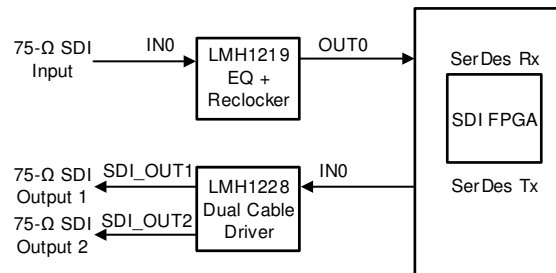 75-Ω SDI
Input
IN0
LMH1219
EQ +
Reclocker
OUT0
SerDes Rx
SDI FPGA
SerDes Tx
75-Ω SDI
Output 1
SDI_OUT1
75-Ω SDI
Output 2
SDI_OUT2
LMH1228
Dual Cable
Driver
IN0